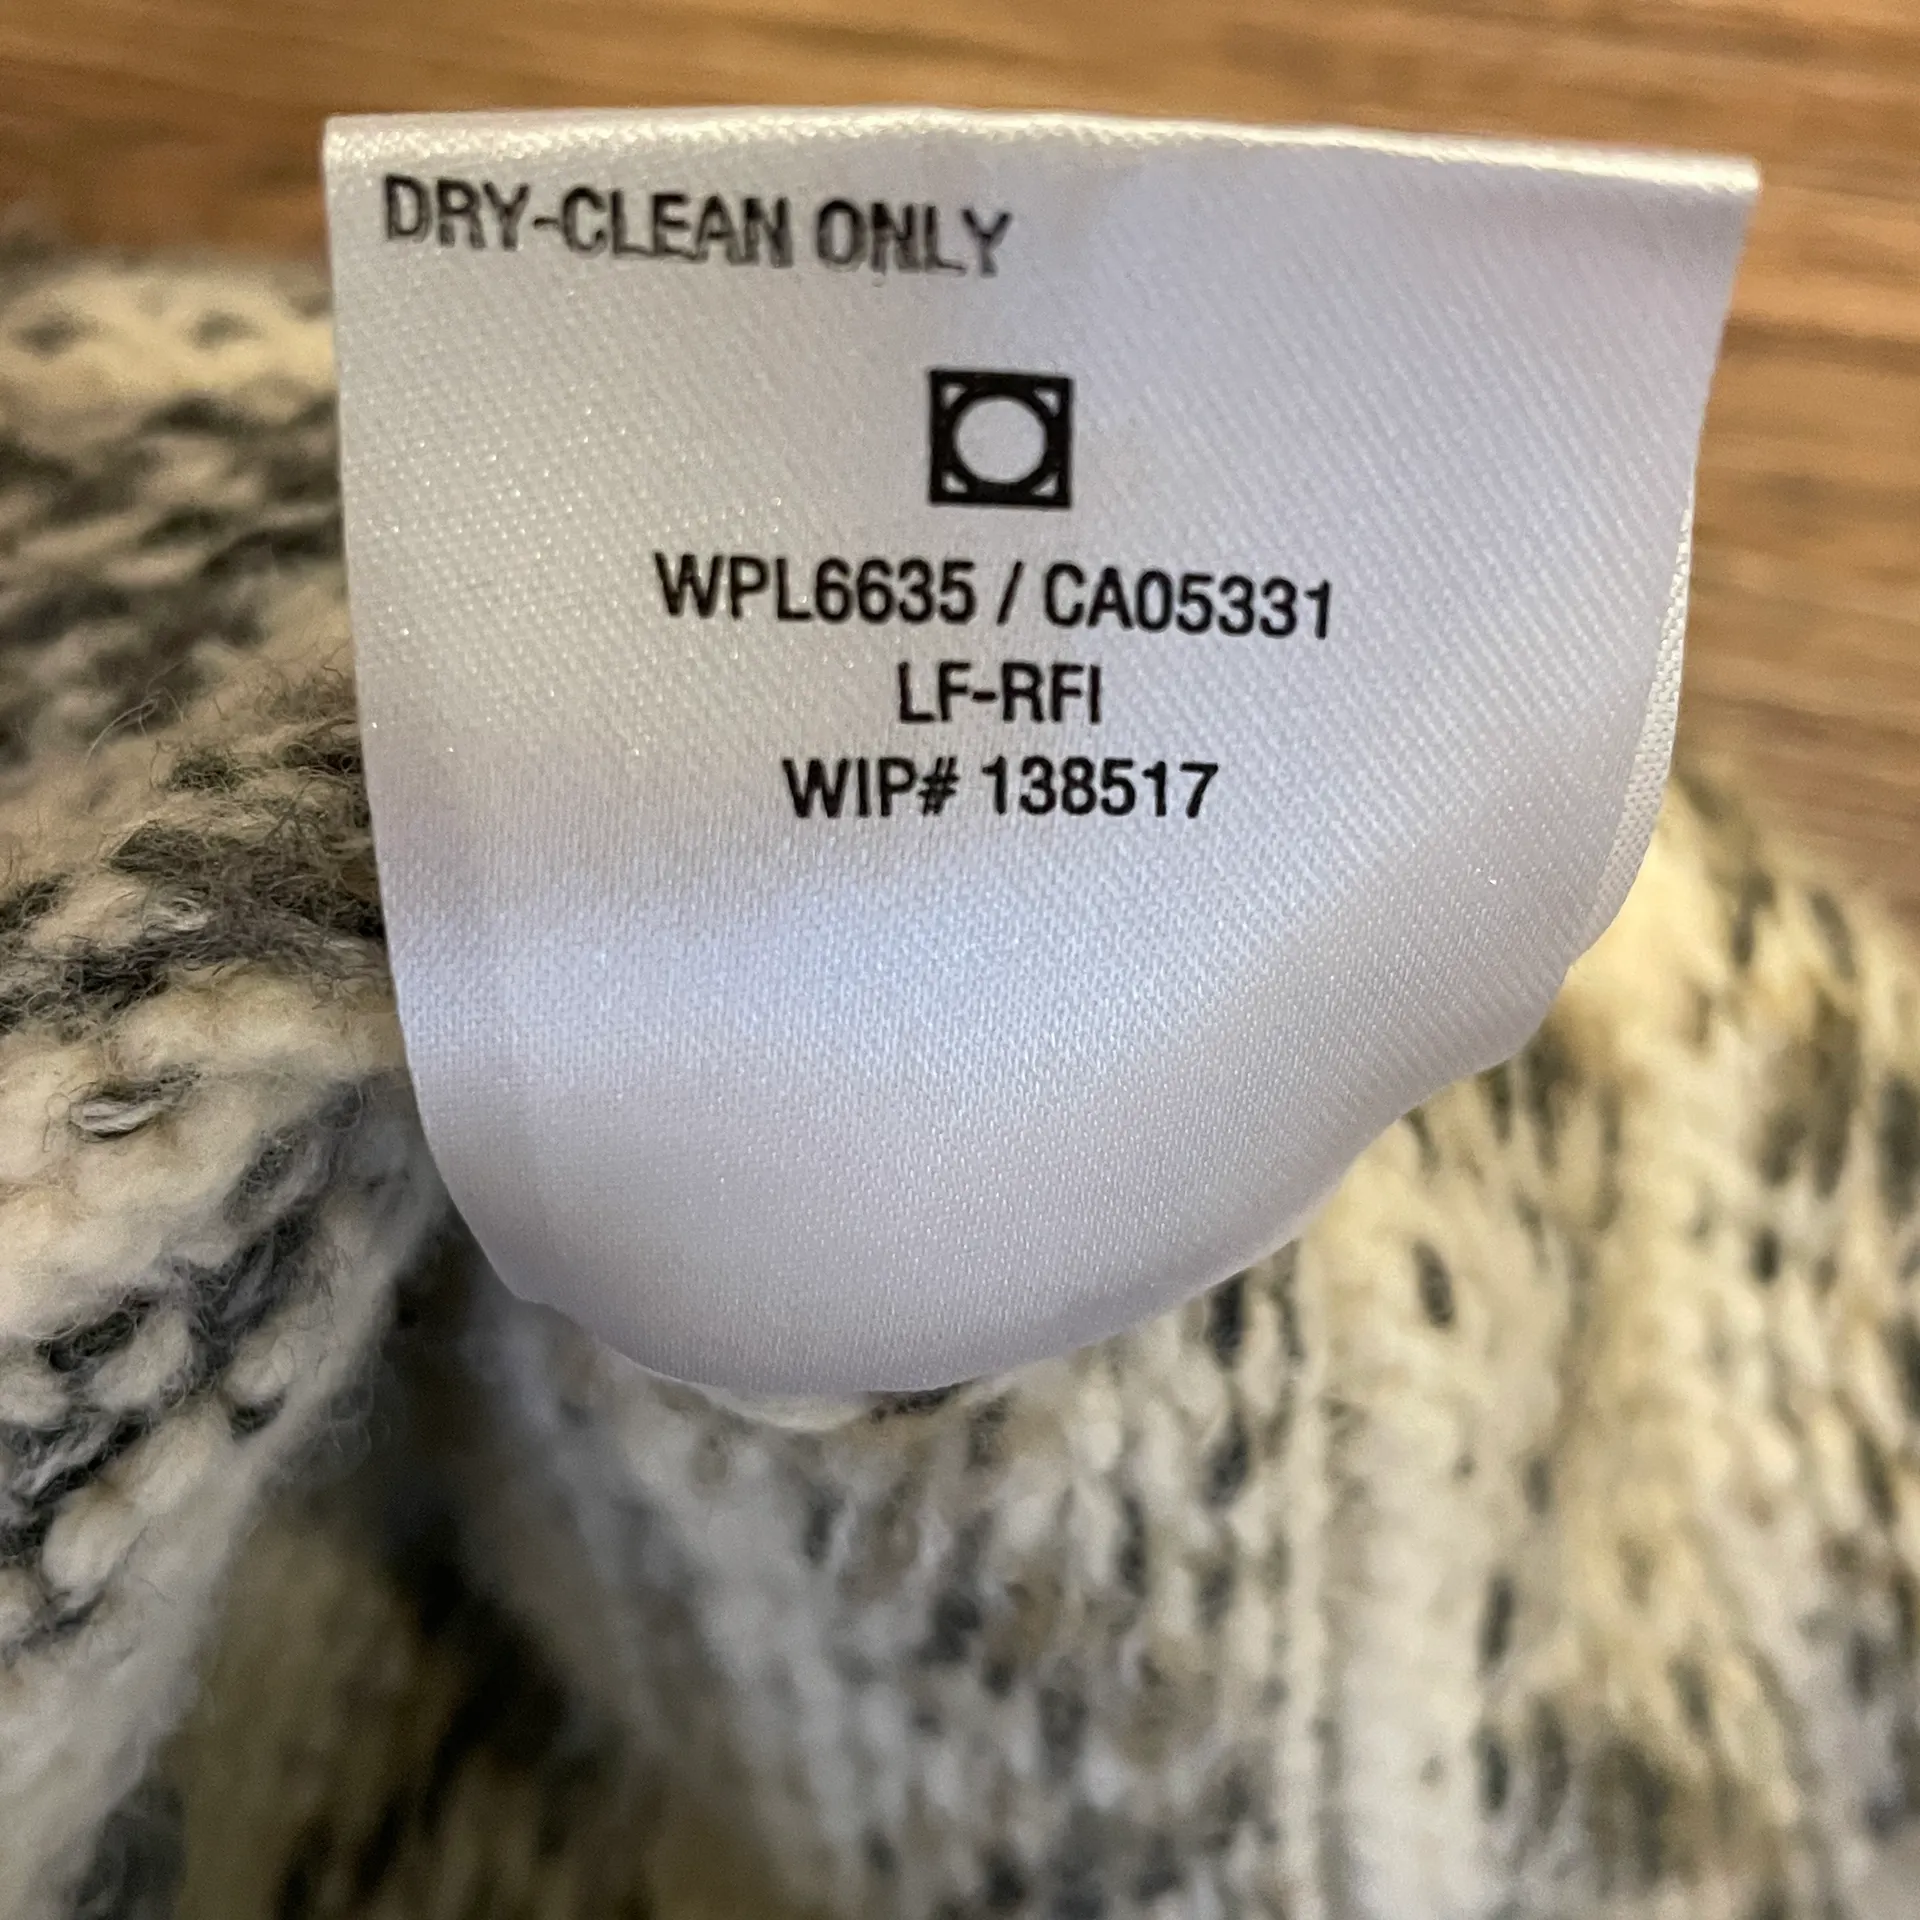 DRY-CLEAN ONLY
WPL6635 / CA05331
LF-RFI
WIP# 138517